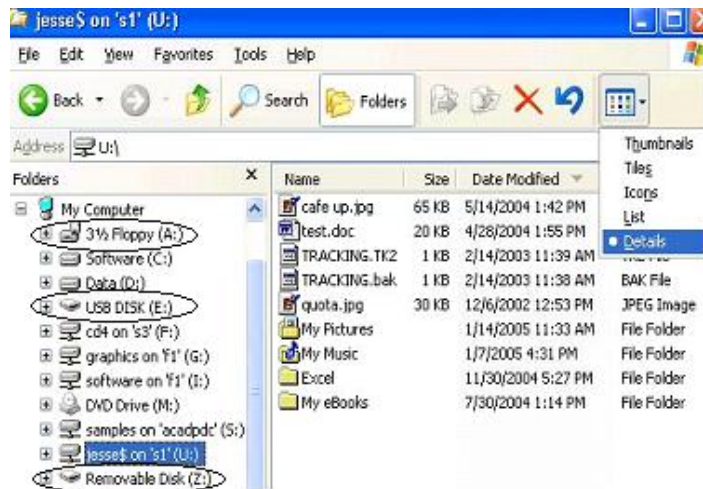 jesse$ on 's1' (U:)
File Edit View Favorites Tools Help
Back Search Folders
Address U:\
Thumbnails
Tiles
Icons
List
Details
Folders x
My Computer
3½ Floppy (A:)
Software (C:)
Data (D:)
USB DISK (E:)
cd4 on 's3' (F:)
graphics on 'f1' (G:)
software on 'f1' (I:)
DVD Drive (M:)
samples on 'acadpdc' (S:)
jesse$ on 's1' (U:)
Removable Disk (Z:)
Name Size Date Modified
cafe up.jpg 65 KB 5/14/2004 1:42 PM
test.doc 20 KB 4/28/2004 1:55 PM
TRACKING.TK2 1 KB 2/14/2003 11:39 AM
TRACKING.bak 1 KB 2/14/2003 11:38 AM BAK File
quota.jpg 30 KB 12/6/2002 12:53 PM JPEG Image
My Pictures 1/14/2005 11:33 AM File Folder
My Music 1/7/2005 4:31 PM File Folder
Excel 11/30/2004 5:27 PM File Folder
My eBooks 7/30/2004 1:14 PM File Folder